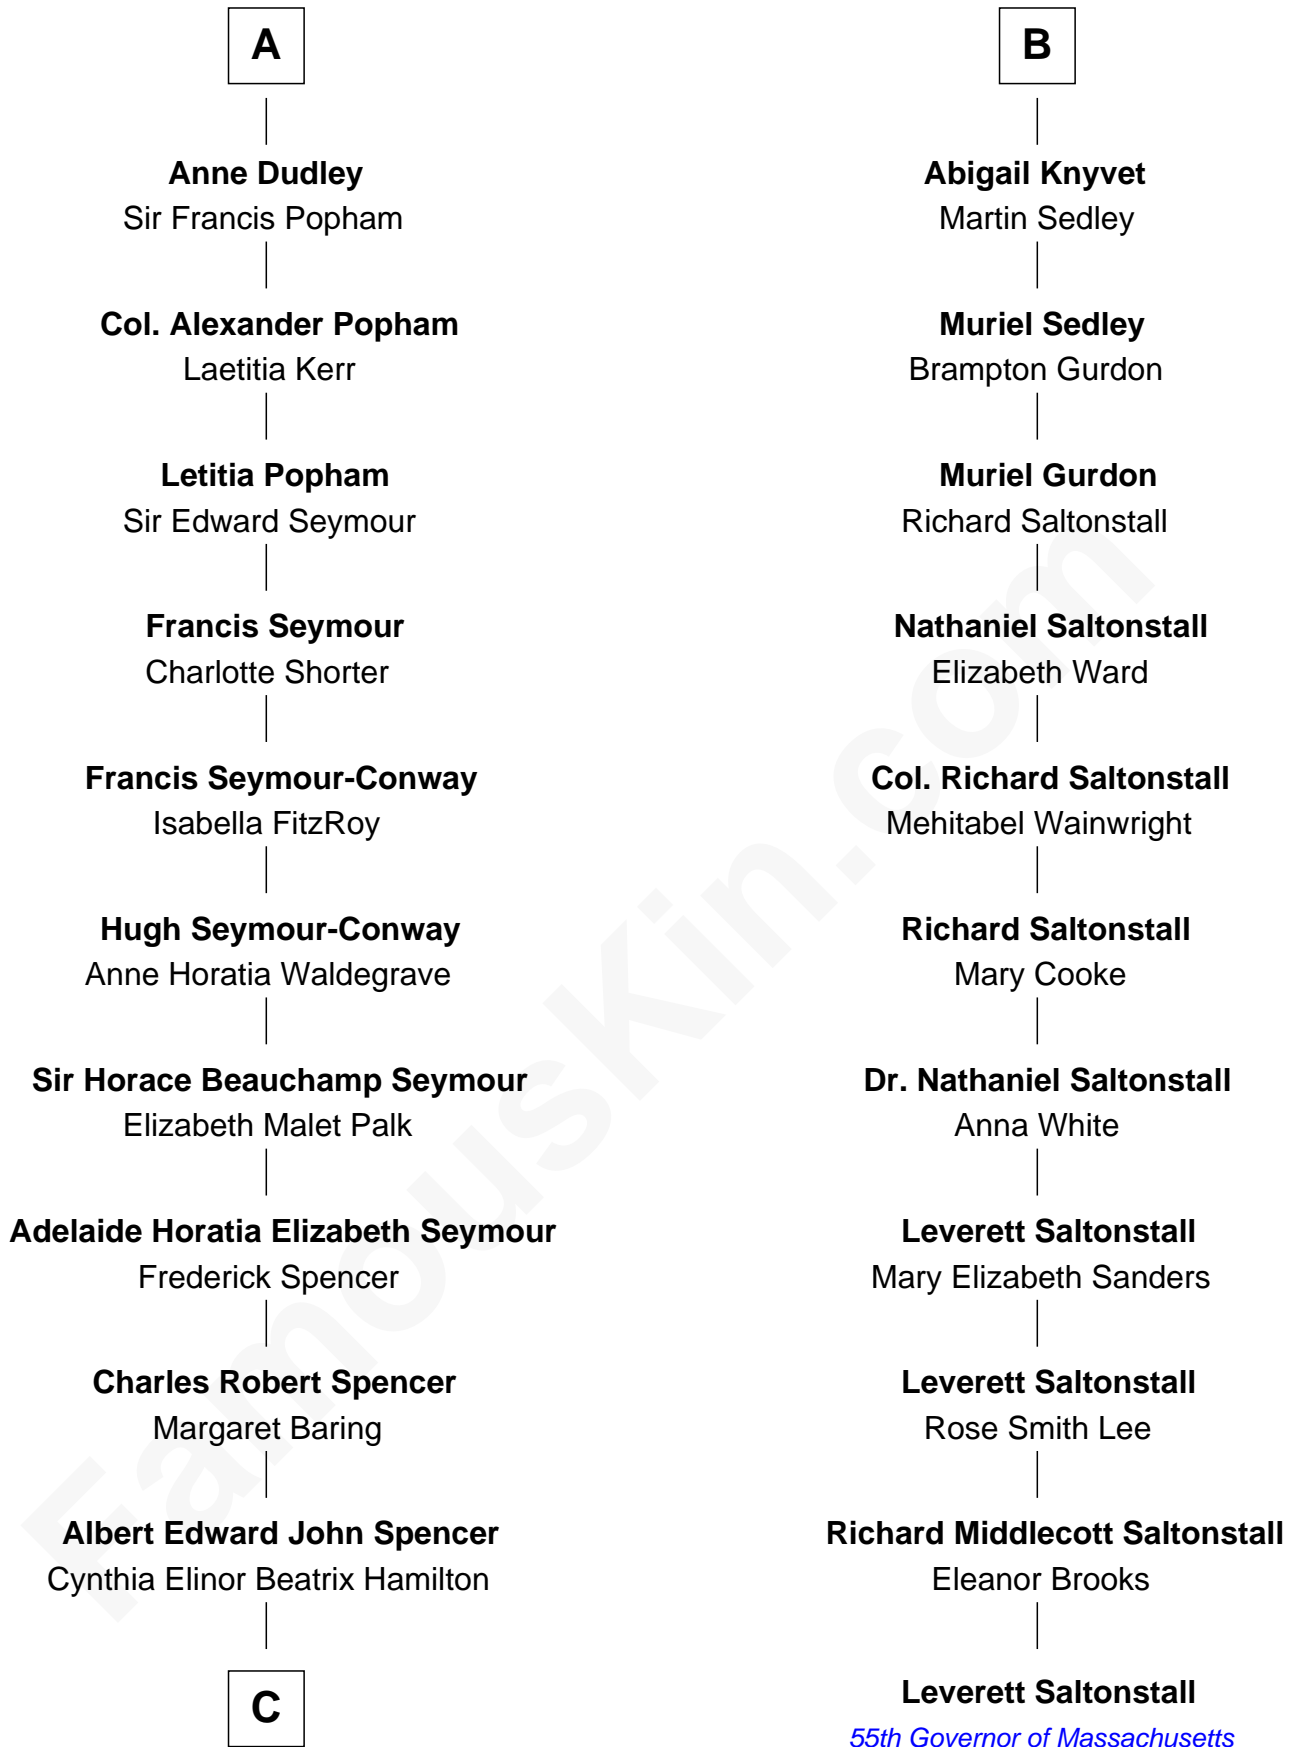 A
Anne Dudley
Sir Francis Popham
Col. Alexander Popham
Laetitia Kerr
Letitia Popham
Sir Edward Seymour
Francis Seymour
Charlotte Shorter
Francis Seymour-Conway
Isabella FitzRoy
Hugh Seymour-Conway
Anne Horatia Waldegrave
Sir Horace Beauchamp Seymour
Elizabeth Malet Palk
Adelaide Horatia Elizabeth Seymour
Frederick Spencer
Charles Robert Spencer
Margaret Baring
Albert Edward John Spencer
Cynthia Elinor Beatrix Hamilton
C
B
Abigail Knyvet
Martin Sedley
Muriel Sedley
Brampton Gurdon
Muriel Gurdon
Richard Saltonstall
Nathaniel Saltonstall
Elizabeth Ward
Col. Richard Saltonstall
Mehitabel Wainwright
Richard Saltonstall
Mary Cooke
Dr. Nathaniel Saltonstall
Anna White
Leverett Saltonstall
Mary Elizabeth Sanders
Leverett Saltonstall
Rose Smith Lee
Richard Middlecott Saltonstall
Eleanor Brooks
Leverett Saltonstall
55th Governor of Massachusetts
FamousKin.com